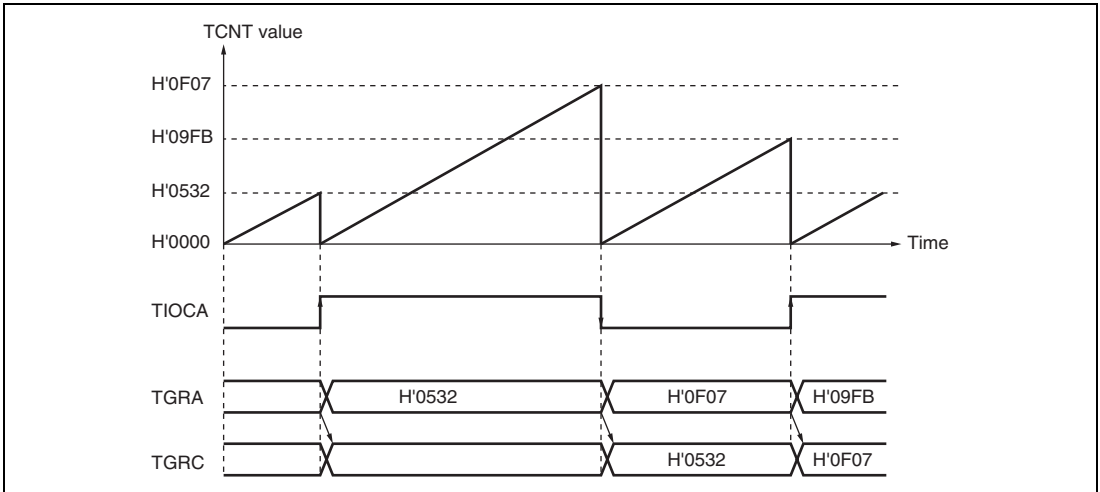 TCNT value
H'0F07
H'09FB
H'0532
H'0000
Time
TIOCA
TGRA
H'0532
H'0F07
H'09FB
TGRC
H'0532
H'0F07